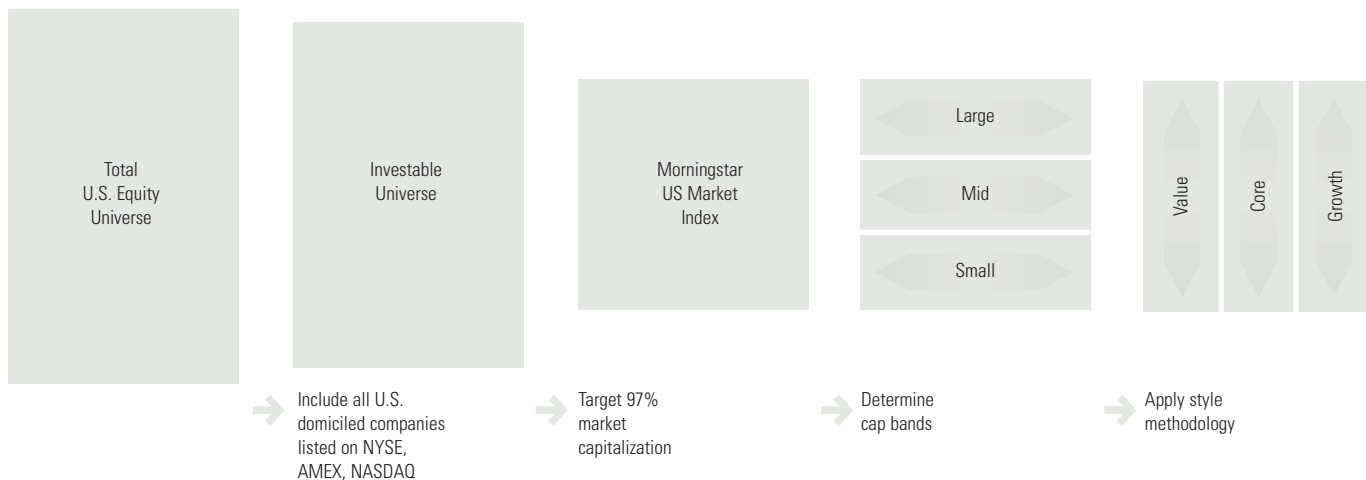 Total
U.S. Equity
Universe
Investable
Universe
Morningstar
US Market
Index
Large
Mid
Small
Value
Core
Growth
Include all U.S.
domiciled companies
listed on NYSE,
AMEX, NASDAQ
Target 97%
market
capitalization
Determine
cap bands
Apply style
methodology